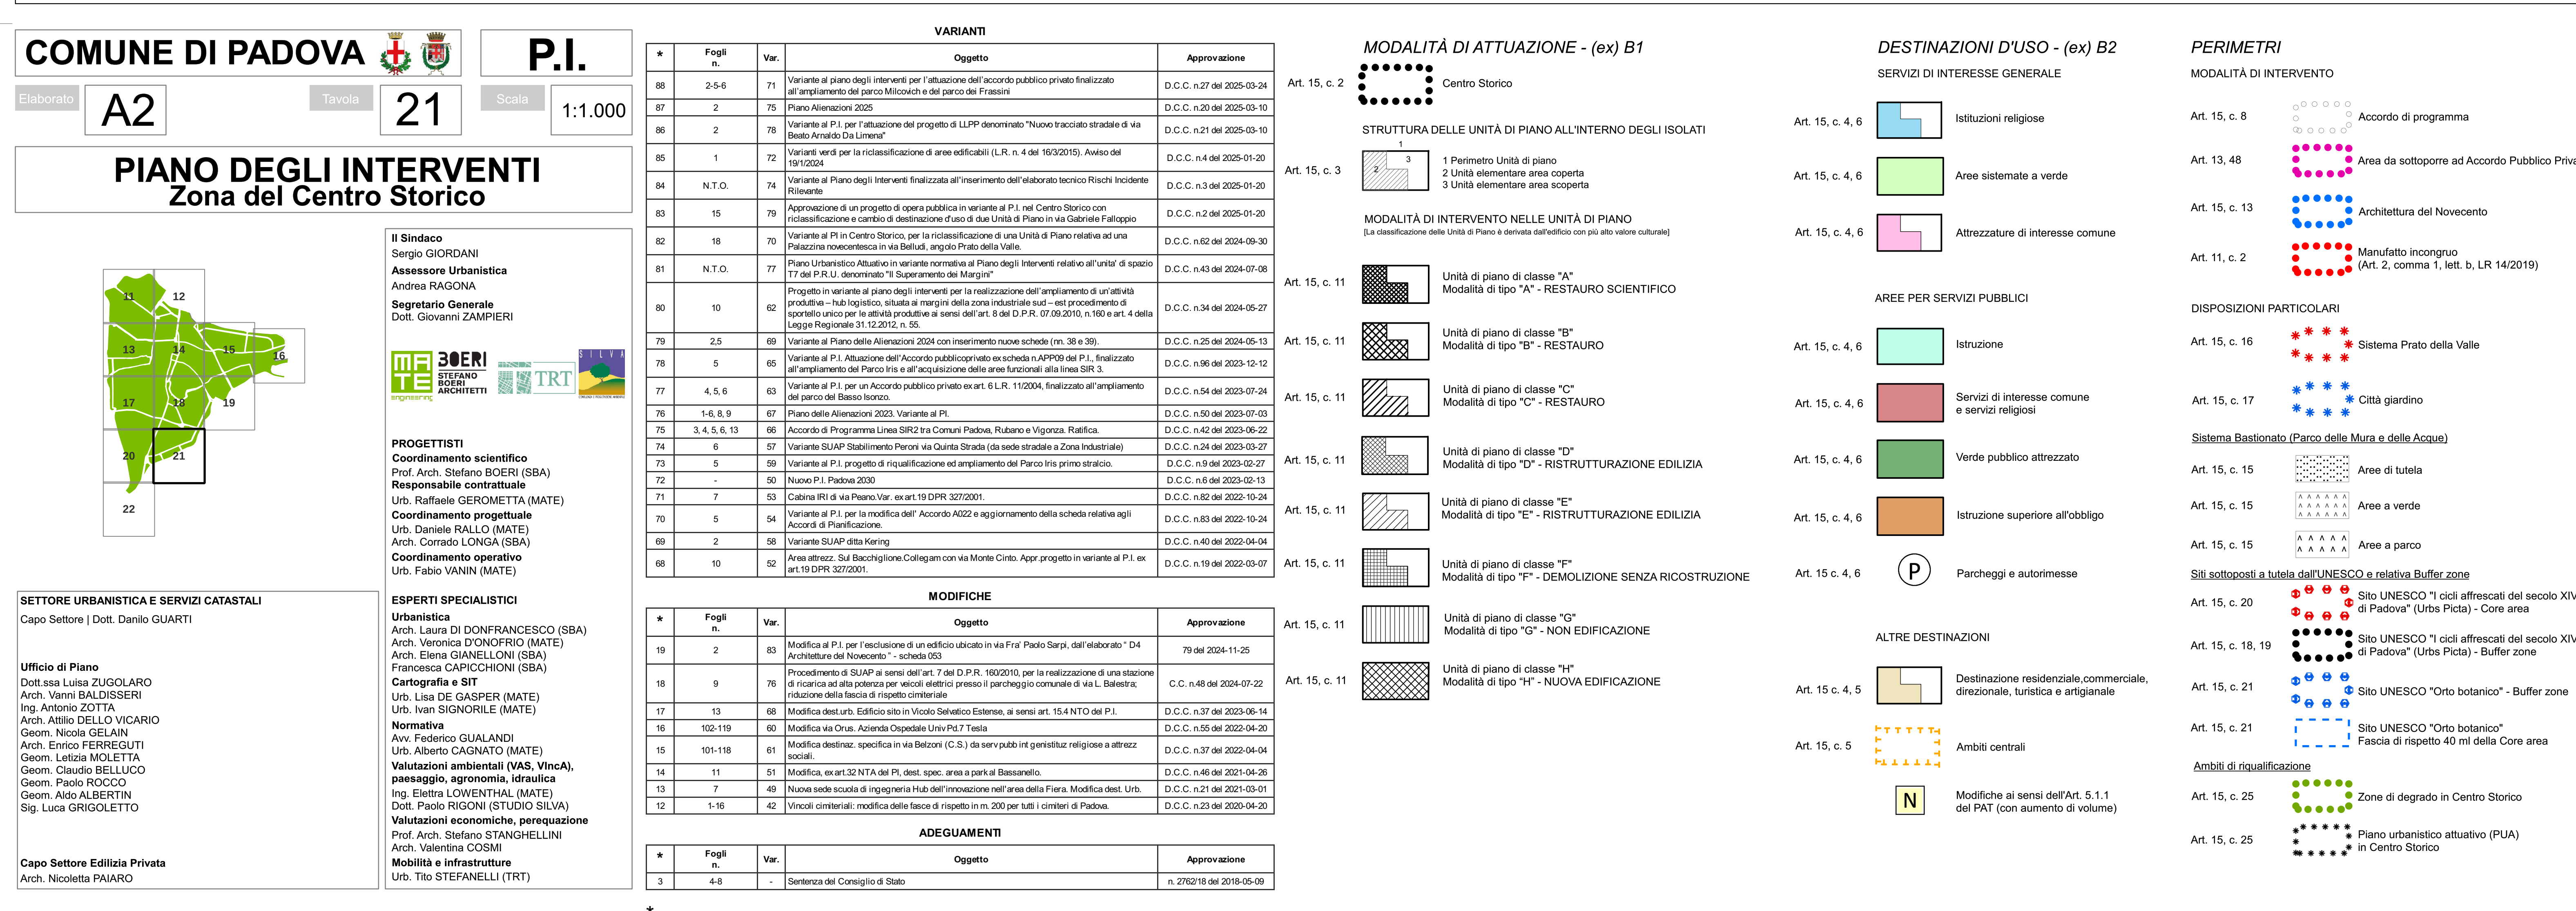 COMUNE DI PADOVA
P.I.
Elaborato
A2
Tavola
21
Scala
1:1.000
PIANO DEGLI INTERVENTI
Zona del Centro Storico
11
12
13
14
15
16
17
18
19
20
21
22
Il Sindaco
Sergio GIORDANI
Assessore Urbanistica
Andrea RAGONA
Segretario Generale
Dott. Giovanni ZAMPIERI
MATE
engineering
BOERI
STEFANO
BOERI
ARCHITETTI
TRT
SILVA
PROGETTISTI
Coordinamento scientifico
Prof. Arch. Stefano BOERI (SBA)
Responsabile contrattuale
Urb. Raffaele GEROMETTA (MATE)
Coordinamento progettuale
Urb. Daniele RALLO (MATE)
Arch. Corrado LONGA (SBA)
Coordinamento operativo
Urb. Fabio VANIN (MATE)
ESPERTI SPECIALISTICI
Urbanistica
Arch. Laura DI DONFRANCESCO (SBA)
Arch. Veronica D'ONOFRIO (MATE)
Arch. Elena GIANELLONI (SBA)
Francesca CAPICCHIONI (SBA)
Cartografia e SIT
Urb. Lisa DE GASPER (MATE)
Urb. Ivan SIGNORILE (MATE)
Normativa
Avv. Federico GUALANDI
Urb. Alberto CAGNATO (MATE)
Valutazioni ambientali (VAS, VIncA),
paesaggio, agronomia, idraulica
Ing. Elettra LOWENTHAL (MATE)
Dott. Paolo RIGONI (STUDIO SILVA)
Valutazioni economiche, perequazione
Prof. Arch. Stefano STANGHELLINI
Arch. Valentina COSMI
Mobilità e infrastrutture
Urb. Tito STEFANELLI (TRT)
SETTORE URBANISTICA E SERVIZI CATASTALI
Capo Settore | Dott. Danilo GUARTI
Ufficio di Piano
Dott.ssa Luisa ZUGOLARO
Arch. Vanni BALDISSERI
Ing. Antonio ZOTTA
Arch. Attilio DELLO VICARIO
Geom. Nicola GELAIN
Arch. Enrico FERREGUTI
Geom. Letizia MOLETTA
Geom. Claudio BELLUCO
Geom. Paolo ROCCO
Geom. Aldo ALBERTIN
Sig. Luca GRIGOLETTO
Capo Settore Edilizia Privata
Arch. Nicoletta PAIARO
VARIANTI
* Fogli n. Var. Oggetto Approvazione
88 2-5-6 71 Variante al piano degli interventi per l'attuazione dell'accordo pubblico privato finalizzato
all'ampliamento del parco Milcovich e del parco dei Frassini D.C.C. n.27 del 2025-03-24
87 2 75 Piano Alienazioni 2025 D.C.C. n.20 del 2025-03-10
86 2 78 Variante al P.I. per l'attuazione del progetto di LLPP denominato "Nuovo tracciato stradale di via
Beato Arnaldo Da Limena" D.C.C. n.21 del 2025-03-10
85 1 72 Varianti verdi per la riclassificazione di aree edificabili (L.R. n. 4 del 16/3/2015). Avviso del
19/1/2024 D.C.C. n.4 del 2025-01-20
84 N.T.O. 74 Variante al Piano degli Interventi finalizzata all'inserimento dell'elaborato tecnico Rischi Incidente
Rilevante D.C.C. n.3 del 2025-01-20
83 15 79 Approvazione di un progetto di opera pubblica in variante al P.I. nel Centro Storico con
riclassificazione e cambio di destinazione d'uso di due Unità di Piano in via Gabriele Falloppio D.C.C. n.2 del 2025-01-20
82 18 70 Variante al PI in Centro Storico, per la riclassificazione di una Unità di Piano relativa ad una
Palazzina novecentesca in via Belludi, angolo Prato della Valle. D.C.C. n.62 del 2024-09-30
81 N.T.O. 77 Piano Urbanistico Attuativo in variante normativa al Piano degli Interventi relativo all'unita' di spazio
T7 del P.R.U. denominato "Il Superamento dei Margini" D.C.C. n.43 del 2024-07-08
80 10 62 Progetto in variante al piano degli interventi per la realizzazione dell'ampliamento di un'attività
produttiva – hub logistico, situata ai margini della zona industriale sud – est procedimento di
sportello unico per le attività produttive ai sensi dell'art. 8 del D.P.R. 07.09.2010, n.160 e art. 4 della
Legge Regionale 31.12.2012, n. 55. D.C.C. n.34 del 2024-05-27
79 2,5 69 Variante al Piano delle Alienazioni 2024 con inserimento nuove schede (nn. 38 e 39). D.C.C. n.25 del 2024-05-13
78 5 65 Variante al P.I. Attuazione dell'Accordo pubblicoprivato ex scheda n.APP09 del P.I., finalizzato
all'ampliamento del Parco Iris e all'acquisizione delle aree funzionali alla linea SIR 3. D.C.C. n.96 del 2023-12-12
77 4, 5, 6 63 Variante al P.I. per un Accordo pubblico privato ex art. 6 L.R. 11/2004, finalizzato all'ampliamento
del parco del Basso Isonzo. D.C.C. n.54 del 2023-07-24
76 1-6, 8, 9 67 Piano delle Alienazioni 2023. Variante al PI. D.C.C. n.50 del 2023-07-03
75 3, 4, 5, 6, 13 66 Accordo di Programma Linea SIR2 tra Comuni Padova, Rubano e Vigonza. Ratifica. D.C.C. n.42 del 2023-06-22
74 6 57 Variante SUAP Stabilimento Peroni via Quinta Strada (da sede stradale a Zona Industriale) D.C.C. n.24 del 2023-03-27
73 5 59 Variante al P.I. progetto di riqualificazione ed ampliamento del Parco Iris primo stralcio. D.C.C. n.9 del 2023-02-27
72 - 50 Nuovo P.I. Padova 2030 D.C.C. n.6 del 2023-02-13
71 7 53 Cabina IRI di via Peano.Var. ex art.19 DPR 327/2001. D.C.C. n.82 del 2022-10-24
70 5 54 Variante al P.I. per la modifica dell' Accordo A022 e aggiornamento della scheda relativa agli
Accordi di Pianificazione. D.C.C. n.83 del 2022-10-24
69 2 58 Variante SUAP ditta Kering D.C.C. n.40 del 2022-04-04
68 10 52 Area attrezz. Sul Bacchiglione.Collegam con via Monte Cinto. Appr.progetto in variante al P.I. ex
art.19 DPR 327/2001. D.C.C. n.19 del 2022-03-07
MODIFICHE
* Fogli n. Var. Oggetto Approvazione
19 2 83 Modifica al P.I. per l'esclusione di un edificio ubicato in via Fra' Paolo Sarpi, dall'elaborato " D4
Architetture del Novecento " - scheda 053 79 del 2024-11-25
18 9 76 Procedimento di SUAP ai sensi dell'art. 7 del D.P.R. 160/2010, per la realizzazione di una stazione
di ricarica ad alta potenza per veicoli elettrici presso il parcheggio comunale di via L. Balestra;
riduzione della fascia di rispetto cimiteriale C.C. n.48 del 2024-07-22
17 13 68 Modifica dest.urb. Edificio sito in Vicolo Selvatico Estense, ai sensi art. 15.4 NTO del P.I. D.C.C. n.37 del 2023-06-14
16 102-119 60 Modifica via Orus. Azienda Ospedale Univ Pd.7 Tesla D.C.C. n.55 del 2022-04-20
15 101-118 61 Modifica destinaz. specifica in via Belzoni (C.S.) da serv pubb int genistituz religiose a attrezz
sociali. D.C.C. n.37 del 2022-04-04
14 11 51 Modifica, ex art.32 NTA del PI, dest. spec. area a park al Bassanello. D.C.C. n.46 del 2021-04-26
13 7 49 Nuova sede scuola di ingegneria Hub dell'innovazione nell'area della Fiera. Modifica dest. Urb. D.C.C. n.21 del 2021-03-01
12 1-16 42 Vincoli cimiteriali: modifica delle fasce di rispetto in m. 200 per tutti i cimiteri di Padova. D.C.C. n.23 del 2020-04-20
ADEGUAMENTI
* Fogli n. Var. Oggetto Approvazione
3 4-8 - Sentenza del Consiglio di Stato n. 2762/18 del 2018-05-09
*
MODALITÀ DI ATTUAZIONE - (ex) B1
Art. 15, c. 2 Centro Storico
STRUTTURA DELLE UNITÀ DI PIANO ALL'INTERNO DEGLI ISOLATI
Art. 15, c. 3
1
2
3
1 Perimetro Unità di piano
2 Unità elementare area coperta
3 Unità elementare area scoperta
MODALITÀ DI INTERVENTO NELLE UNITÀ DI PIANO
[La classificazione delle Unità di Piano è derivata dall'edificio con più alto valore culturale]
Art. 15, c. 11 Unità di piano di classe "A"
Modalità di tipo "A" - RESTAURO SCIENTIFICO
Art. 15, c. 11 Unità di piano di classe "B"
Modalità di tipo "B" - RESTAURO
Art. 15, c. 11 Unità di piano di classe "C"
Modalità di tipo "C" - RESTAURO
Art. 15, c. 11 Unità di piano di classe "D"
Modalità di tipo "D" - RISTRUTTURAZIONE EDILIZIA
Art. 15, c. 11 Unità di piano di classe "E"
Modalità di tipo "E" - RISTRUTTURAZIONE EDILIZIA
Art. 15, c. 11 Unità di piano di classe "F"
Modalità di tipo "F" - DEMOLIZIONE SENZA RICOSTRUZIONE
Art. 15, c. 11 Unità di piano di classe "G"
Modalità di tipo "G" - NON EDIFICAZIONE
Art. 15, c. 11 Unità di piano di classe "H"
Modalità di tipo “H” - NUOVA EDIFICAZIONE
DESTINAZIONI D'USO - (ex) B2
SERVIZI DI INTERESSE GENERALE
Art. 15, c. 4, 6 Istituzioni religiose
Art. 15, c. 4, 6 Aree sistemate a verde
Art. 15, c. 4, 6 Attrezzature di interesse comune
AREE PER SERVIZI PUBBLICI
Art. 15, c. 4, 6 Istruzione
Art. 15, c. 4, 6 Servizi di interesse comune
e servizi religiosi
Art. 15, c. 4, 6 Verde pubblico attrezzato
Art. 15, c. 4, 6 Istruzione superiore all'obbligo
Art. 15 c. 4, 6 P Parcheggi e autorimesse
ALTRE DESTINAZIONI
Art. 15 c. 4, 5 Destinazione residenziale,commerciale,
direzionale, turistica e artigianale
Art. 15, c. 5 Ambiti centrali
N Modifiche ai sensi dell'Art. 5.1.1
del PAT (con aumento di volume)
PERIMETRI
MODALITÀ DI INTERVENTO
Art. 15, c. 8 Accordo di programma
Art. 13, 48 Area da sottoporre ad Accordo Pubblico Priva
Art. 15, c. 13 Architettura del Novecento
Art. 11, c. 2 Manufatto incongruo
(Art. 2, comma 1, lett. b, LR 14/2019)
DISPOSIZIONI PARTICOLARI
Art. 15, c. 16 Sistema Prato della Valle
Art. 15, c. 17 Città giardino
Sistema Bastionato (Parco delle Mura e delle Acque)
Art. 15, c. 15 Aree di tutela
Art. 15, c. 15 Aree a verde
Art. 15, c. 15 Aree a parco
Siti sottoposti a tutela dall'UNESCO e relativa Buffer zone
Art. 15, c. 20 Sito UNESCO "I cicli affrescati del secolo XIV
di Padova" (Urbs Picta) - Core area
Art. 15, c. 18, 19 Sito UNESCO "I cicli affrescati del secolo XIV
di Padova" (Urbs Picta) - Buffer zone
Art. 15, c. 21 Sito UNESCO "Orto botanico" - Buffer zone
Art. 15, c. 21 Sito UNESCO "Orto botanico"
Fascia di rispetto 40 ml della Core area
Ambiti di riqualificazione
Art. 15, c. 25 Zone di degrado in Centro Storico
Art. 15, c. 25 Piano urbanistico attuativo (PUA)
in Centro Storico